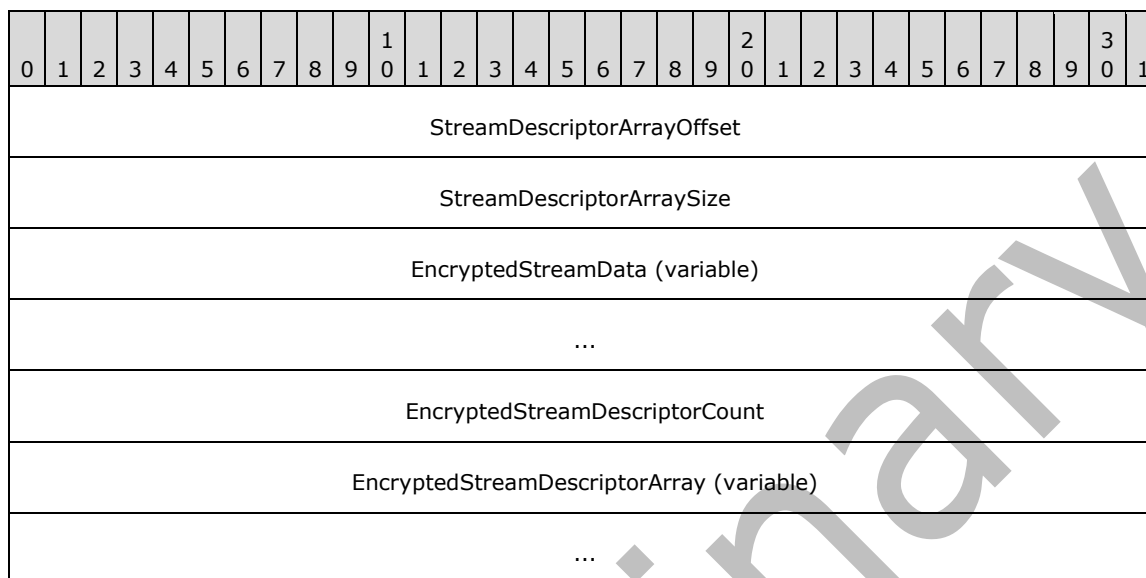 1 2 3
0 1 2 3 4 5 6 7 8 9 0 1 2 3 4 5 6 7 8 9 0 1 2 3 4 5 6 7 8 9 0 1
StreamDescriptorArrayOffset
StreamDescriptorArraySize
EncryptedStreamData (variable)
...
EncryptedStreamDescriptorCount
EncryptedStreamDescriptorArray (variable)
...
inary